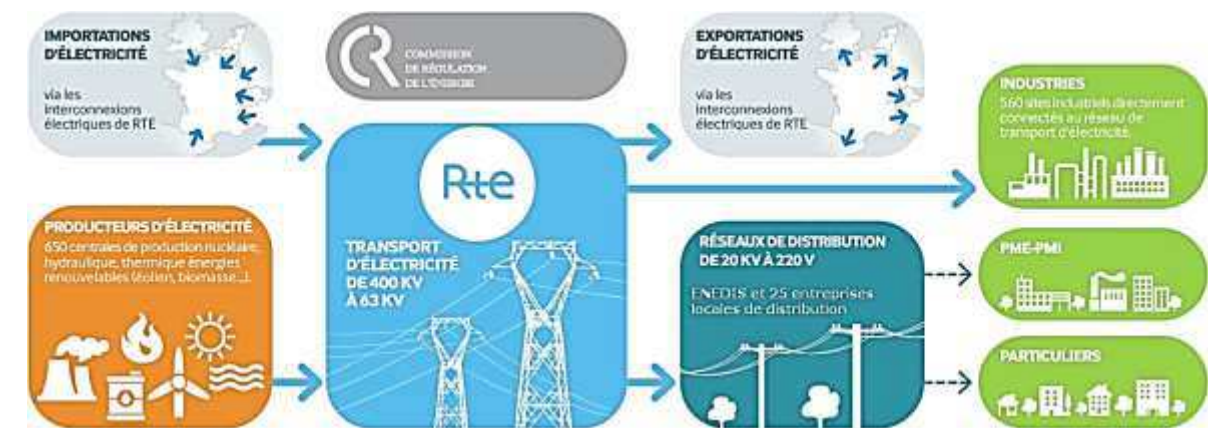 IMPORTATIONS
D'ÉLECTRICITÉ
via les
interconnexions
électriques de RTE
COMMISSION
DE RÉGULATION
DE L'ÉNERGIE
EXPORTATIONS
D'ÉLECTRICITÉ
via les
interconnexions
électriques de RTE
INDUSTRIES
560 sites industriels directement
connectés au réseau de
transport d'électricité.
Rte
PRODUCTEURS D'ÉLECTRICITÉ
650 centrales de production nucléaire,
hydraulique, thermique énergies
renouvelables (éolien, biomasse...).
TRANSPORT
D'ÉLECTRICITÉ
DE 400 KV
À 63 KV
RÉSEAUX DE DISTRIBUTION
DE 20 KV À 220 V
ENEDIS et 25 entreprises
locales de distribution
PME-PMI
PARTICULIERS